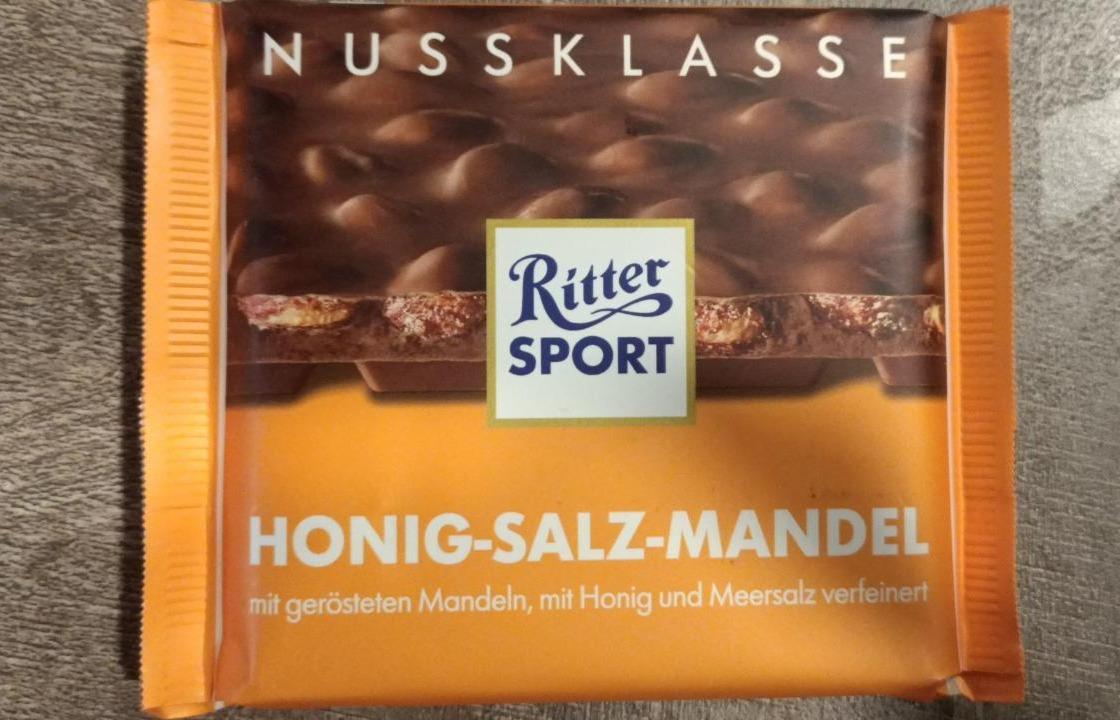 NUSSKLASSE
Ritter
SPORT
HONIG-SALZ-MANDEL
mit gerösteten Mandeln, mit Honig und Meersalz verfeinert